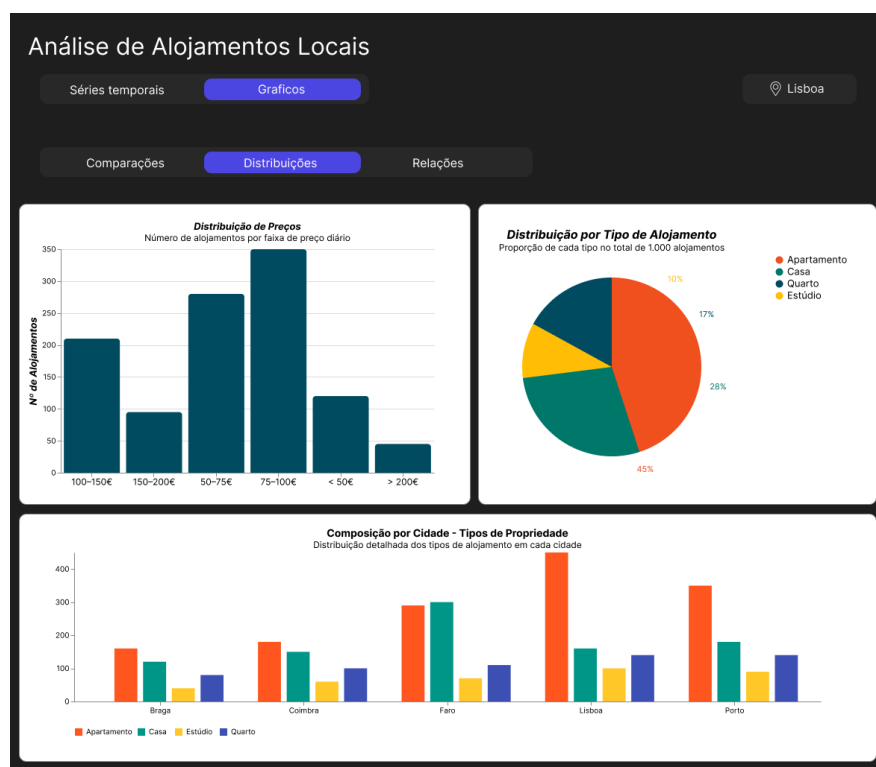 Análise de Alojamentos Locais
Séries temporais
Graficos
Lisboa
Comparações
Distribuições
Relações
Distribuição de Preços
Número de alojamentos por faixa de preço diário
Nº de Alojamentos
350
300
250
200
150
100
50
0
100–150€
150–200€
50–75€
75–100€
< 50€
> 200€
Distribuição por Tipo de Alojamento
Proporção de cada tipo no total de 1.000 alojamentos
Apartamento
Casa
Quarto
Estúdio
10%
17%
28%
45%
Composição por Cidade - Tipos de Propriedade
Distribuição detalhada dos tipos de alojamento em cada cidade
400
300
200
100
0
Braga
Coimbra
Faro
Lisboa
Porto
Apartamento
Casa
Estúdio
Quarto